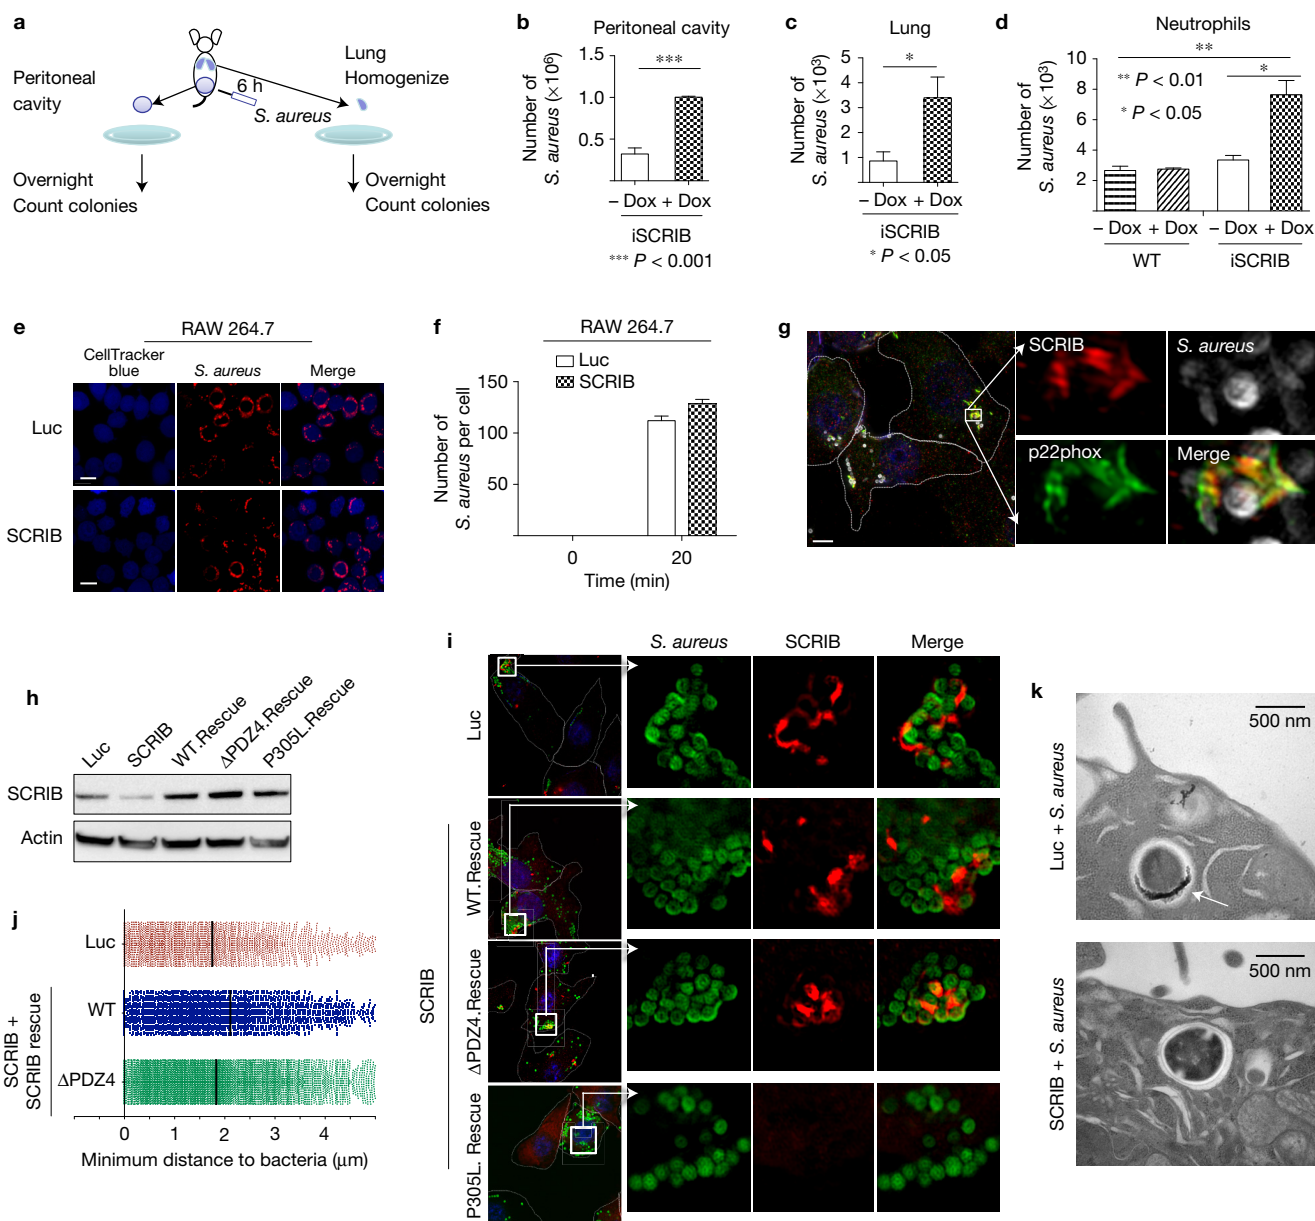 a
Peritoneal
cavity
6 h
S. aureus
Lung
Homogenize
Overnight
Count colonies
Overnight
Count colonies
b
Peritoneal cavity
Number of
S. aureus (×10⁶)
1.5
1.0
0.5
***
– Dox + Dox
iSCRIB
*** P < 0.001
c
Lung
Number of
S. aureus (×10³)
5
4
3
2
1
*
– Dox + Dox
iSCRIB
* P < 0.05
d
Neutrophils
Number of
S. aureus (×10³)
10
8
6
4
2
**
*
** P < 0.01
* P < 0.05
– Dox + Dox
– Dox + Dox
WT
iSCRIB
e
RAW 264.7
CellTracker
blue
S. aureus
Merge
Luc
SCRIB
f
RAW 264.7
Luc
SCRIB
Number of
S. aureus per cell
150
100
50
0
20
Time (min)
g
SCRIB
S. aureus
p22phox
Merge
h
Luc
SCRIB
WT.Rescue
ΔPDZ4.Rescue
P305L.Rescue
SCRIB
Actin
i
S. aureus
SCRIB
Merge
Luc
SCRIB
WT.Rescue
ΔPDZ4.Rescue
P305L. Rescue
j
Luc
SCRIB +
SCRIB rescue
WT
ΔPDZ4
0
1
2
3
4
Minimum distance to bacteria (μm)
k
Luc + S. aureus
500 nm
SCRIB + S. aureus
500 nm